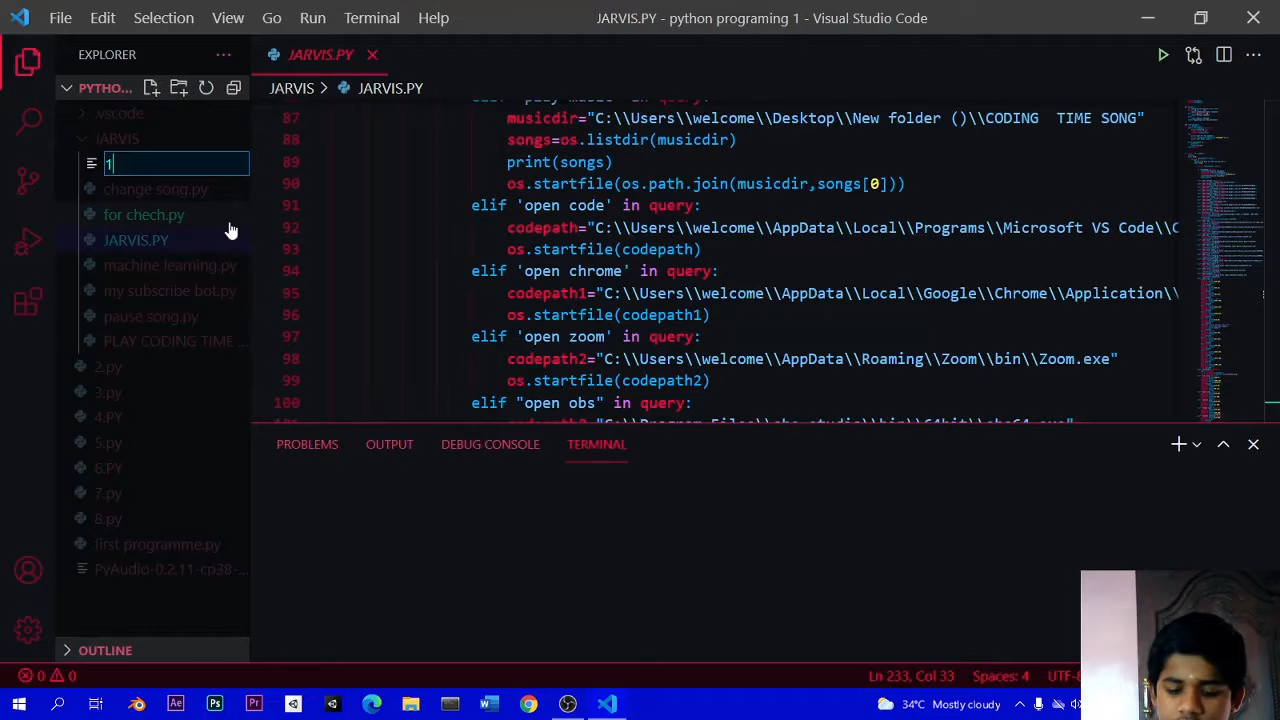 File Edit Selection View Go Run Terminal Help JARVIS.PY - python programing 1 - Visual Studio Code
EXPLORER
JARVIS.PY
PYTHO...
JARVIS > JARVIS.PY
.vscode
JARVIS
1
change song.py
for chech.py
JARVIS.PY
machine learning.py
my subscribe bot.py
pause song.py
PLAY CODING TIME ...
2.py
3.py
4.PY
5.py
6.PY
7.py
8.py
first programme.py
PyAudio-0.2.11-cp38-...
OUTLINE
87 musicdir="C:\\Users\\welcome\\Desktop\\New folder ()\\CODING TIME SONG"
88 songs=os.listdir(musicdir)
89 print(songs)
90 os.startfile(os.path.join(musicdir,songs[0]))
91 elif 'open code' in query:
92 codepath="C:\\Users\\welcome\\AppData\\Local\\Programs\\Microsoft VS Code\\C
93 os.startfile(codepath)
94 elif 'open chrome' in query:
95 codepath1="C:\\Users\\welcome\\AppData\\Local\\Google\\Chrome\\Application\\
96 os.startfile(codepath1)
97 elif 'open zoom' in query:
98 codepath2="C:\\Users\\welcome\\AppData\\Roaming\\Zoom\\bin\\Zoom.exe"
99 os.startfile(codepath2)
100 elif "open obs" in query:
PROBLEMS OUTPUT DEBUG CONSOLE TERMINAL
0 0 Ln 233, Col 33 Spaces: 4
34°C Mostly cloudy